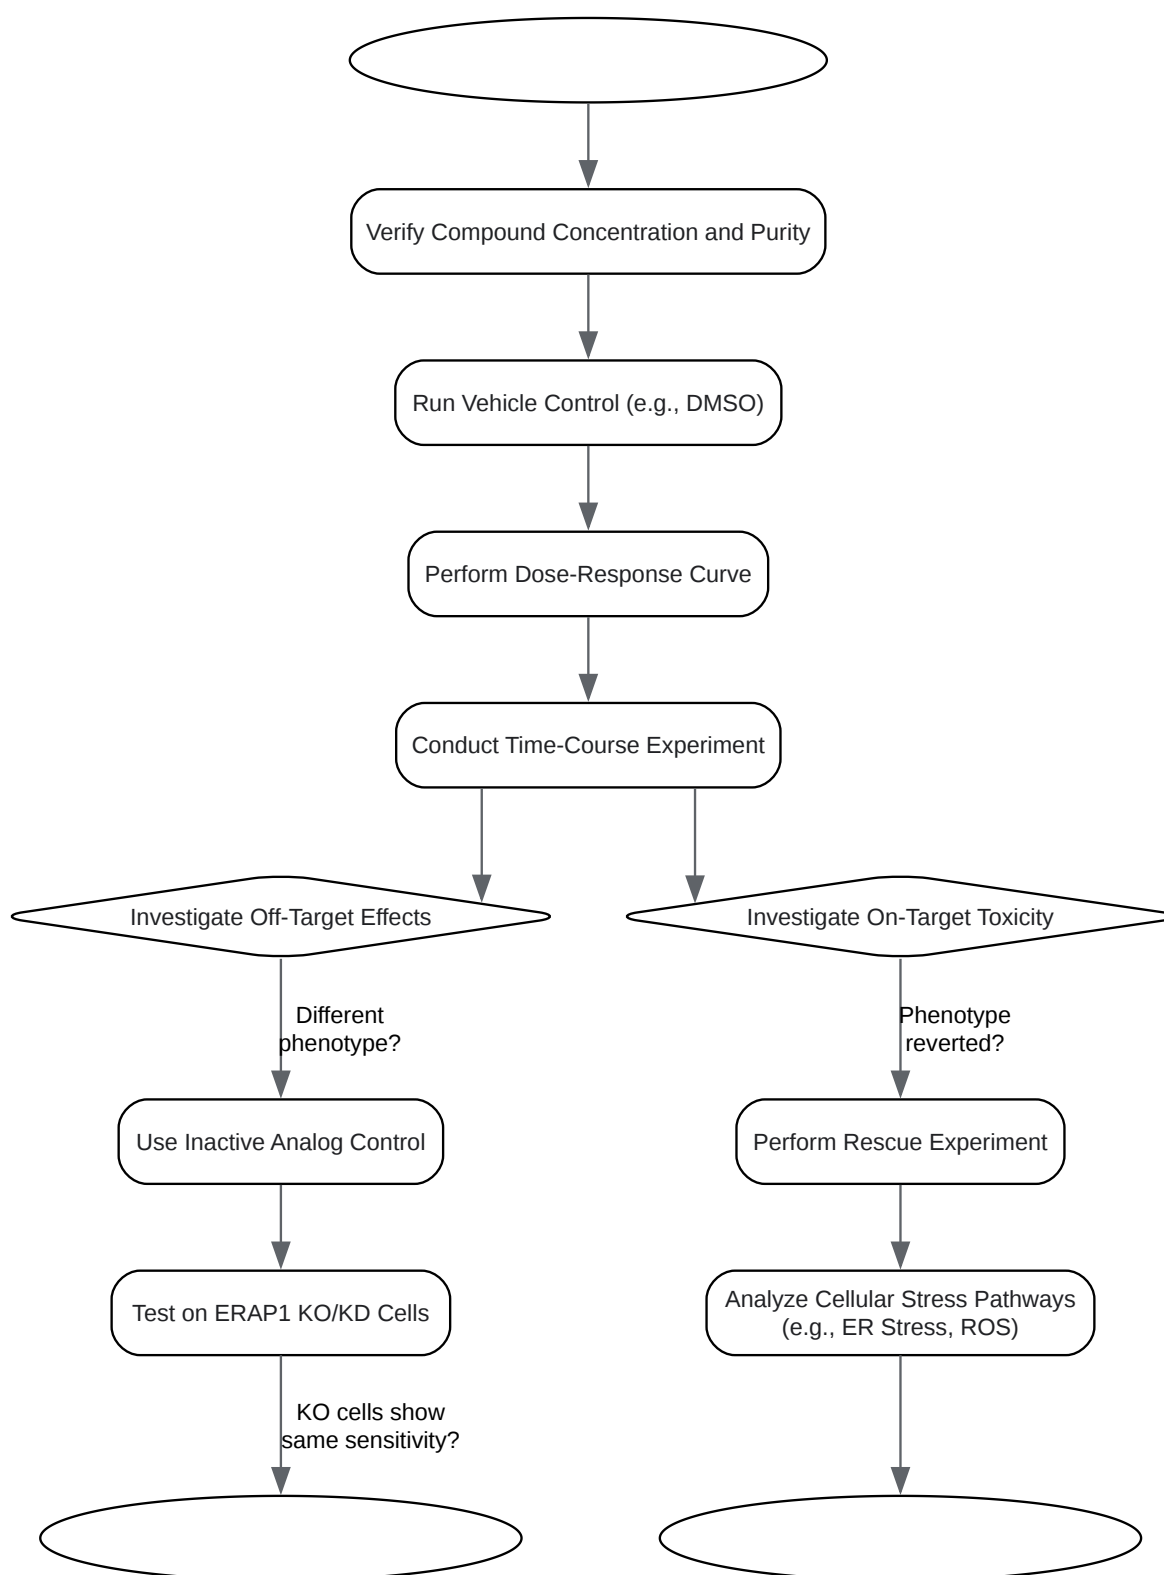 Verify Compound Concentration and Purity
Run Vehicle Control (e.g., DMSO)
Perform Dose-Response Curve
Conduct Time-Course Experiment
Investigate Off-Target Effects
Investigate On-Target Toxicity
Different
phenotype?
Phenotype
reverted?
Use Inactive Analog Control
Perform Rescue Experiment
Test on ERAP1 KO/KD Cells
Analyze Cellular Stress Pathways
(e.g., ER Stress, ROS)
KO cells show
same sensitivity?